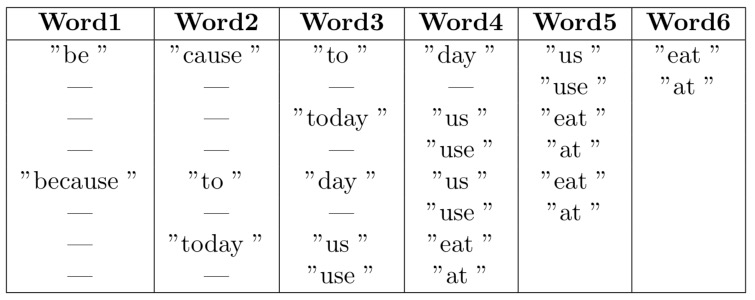 Word1 Word2 Word3 Word4 Word5 Word6
"be " "cause " "to " "day " "us " "eat "
— — — — "use " "at "
— — "today " "us " "eat "
— — — "use " "at "
"because " "to " "day " "us " "eat "
— — — "use " "at "
— "today " "us " "eat "
— — "use " "at "